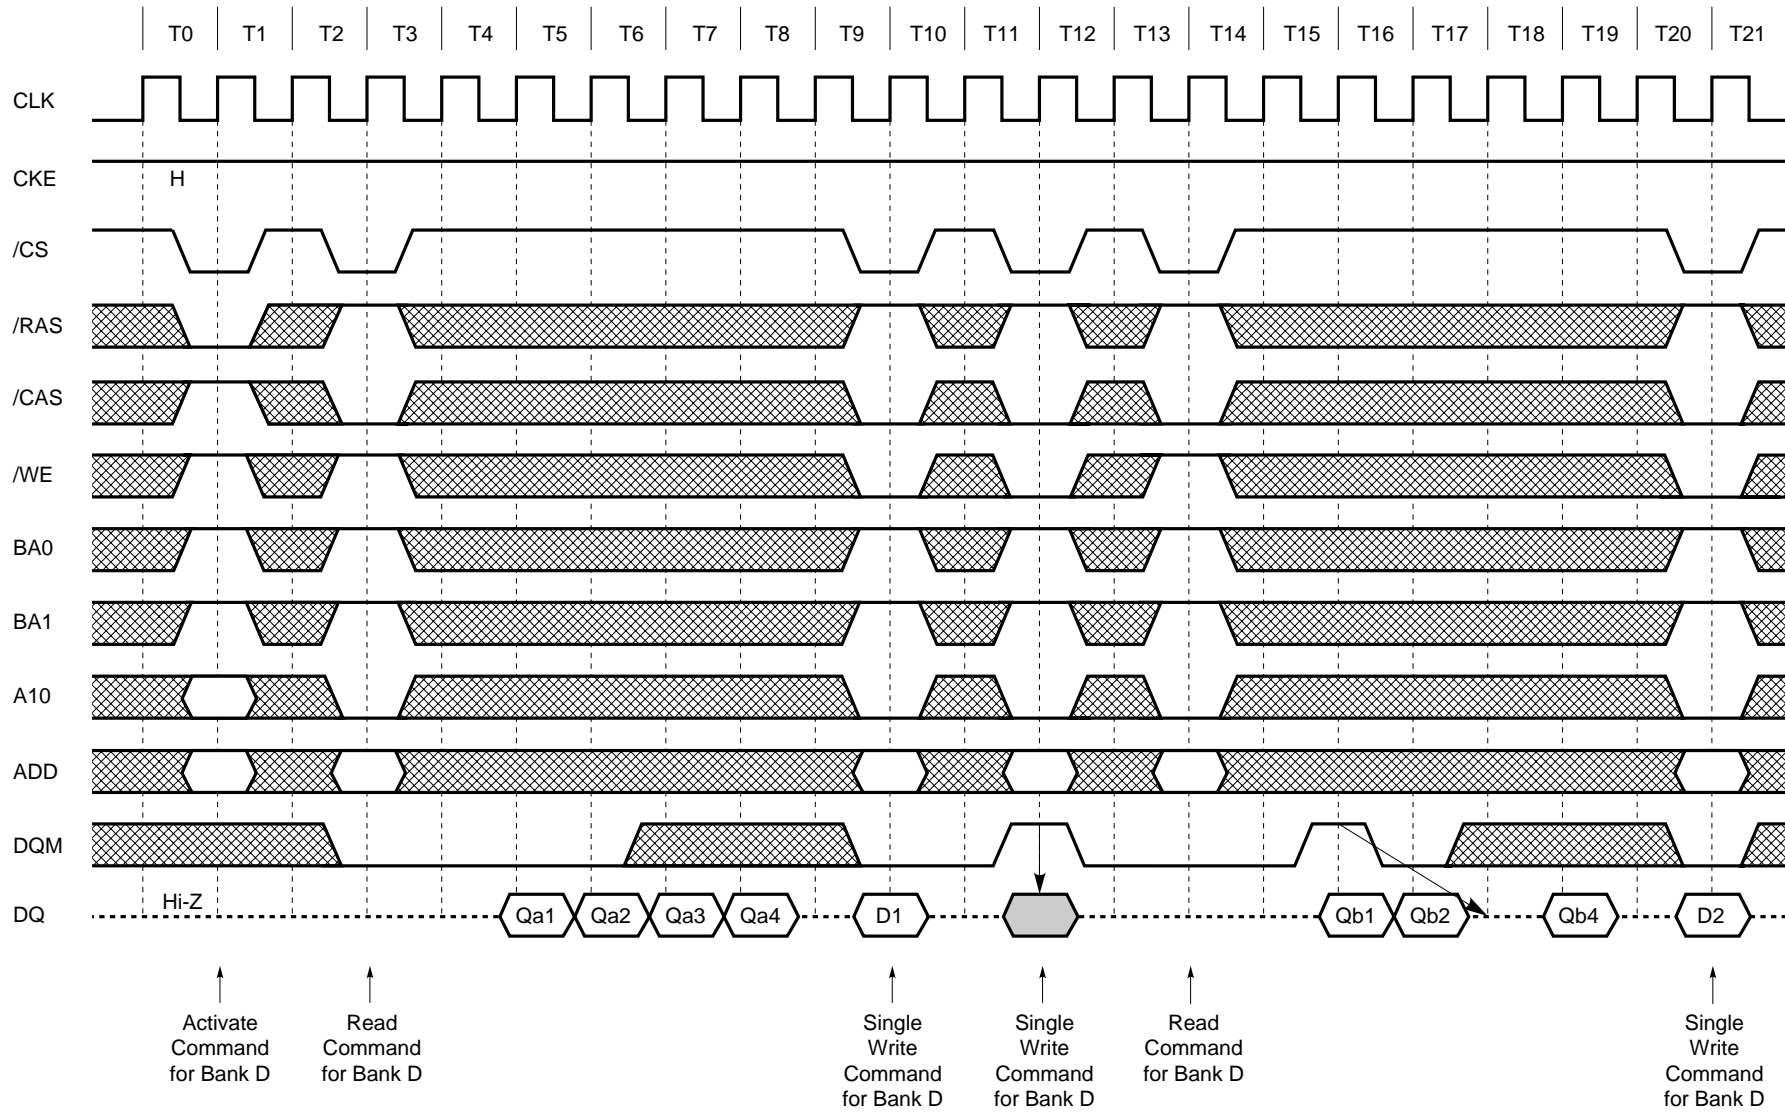 T0 T1 T2 T3 T4 T5 T6 T7 T8 T9 T10 T11 T12 T13 T14 T15 T16 T17 T18 T19 T20 T21
CLK
CKE H
/CS
/RAS
/CAS
/WE
BA0
BA1
A10
ADD
DQM
DQ Hi-Z Qa1 Qa2 Qa3 Qa4 D1 Qb1 Qb2 Qb4 D2
Activate
Command
for Bank D
Read
Command
for Bank D
Single
Write
Command
for Bank D
Single
Write
Command
for Bank D
Read
Command
for Bank D
Single
Write
Command
for Bank D